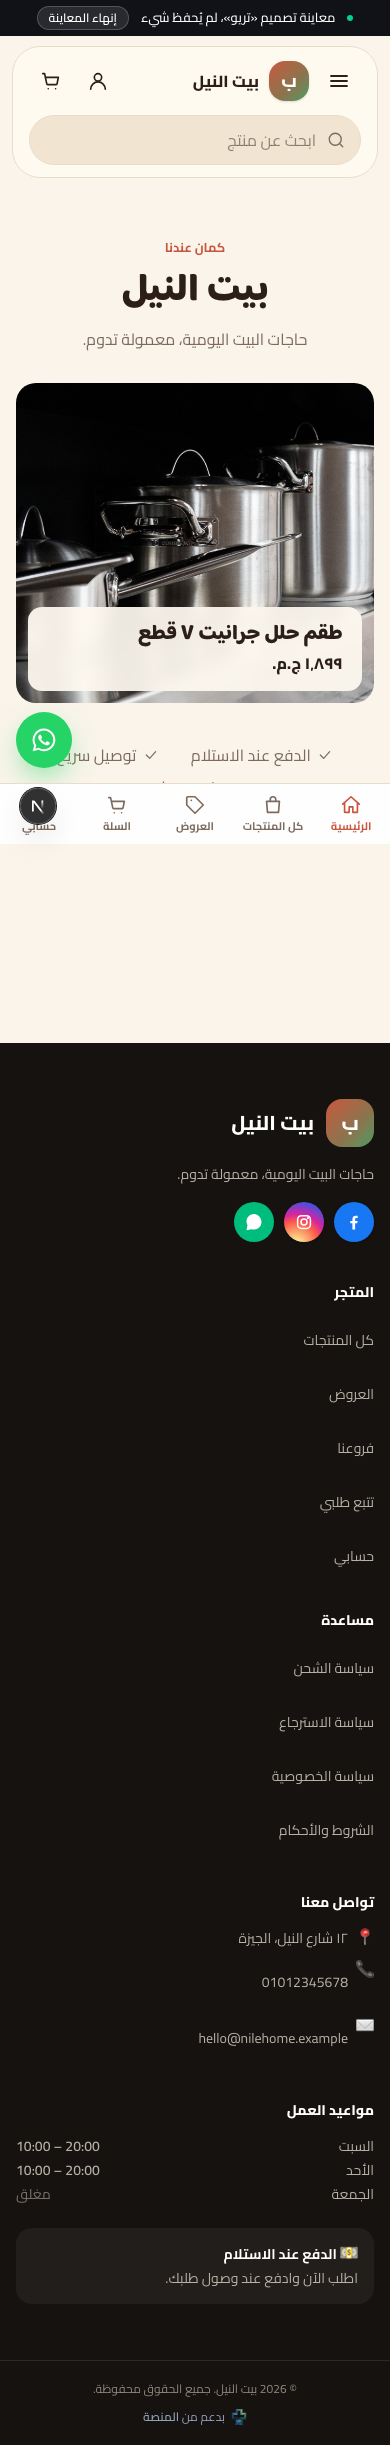 معاينة تصميم «تريو»، لم يُحفظ شيء
إنهاء المعاينة
ب
بيت النيل
ابحث عن منتج
كمان عندنا
بيت النيل
حاجات البيت اليومية، معمولة تدوم.
طقم حلل جرانيت ٧ قطع
١,٨٩٩ ج.م.
الدفع عند الاستلام
توصيل سريع
الرئيسية
كل المنتجات
العروض
السلة
حسابي
N
ب
بيت النيل
حاجات البيت اليومية، معمولة تدوم.
المتجر
كل المنتجات
العروض
فروعنا
تتبع طلبي
حسابي
مساعدة
سياسة الشحن
سياسة الاسترجاع
سياسة الخصوصية
الشروط والأحكام
تواصل معنا
١٢ شارع النيل، الجيزة
01012345678
hello@nilehome.example
مواعيد العمل
السبت 10:00 – 20:00
الأحد 10:00 – 20:00
الجمعة مغلق
الدفع عند الاستلام
اطلب الآن وادفع عند وصول طلبك.
© 2026 بيت النيل. جميع الحقوق محفوظة.
بدعم من المنصة